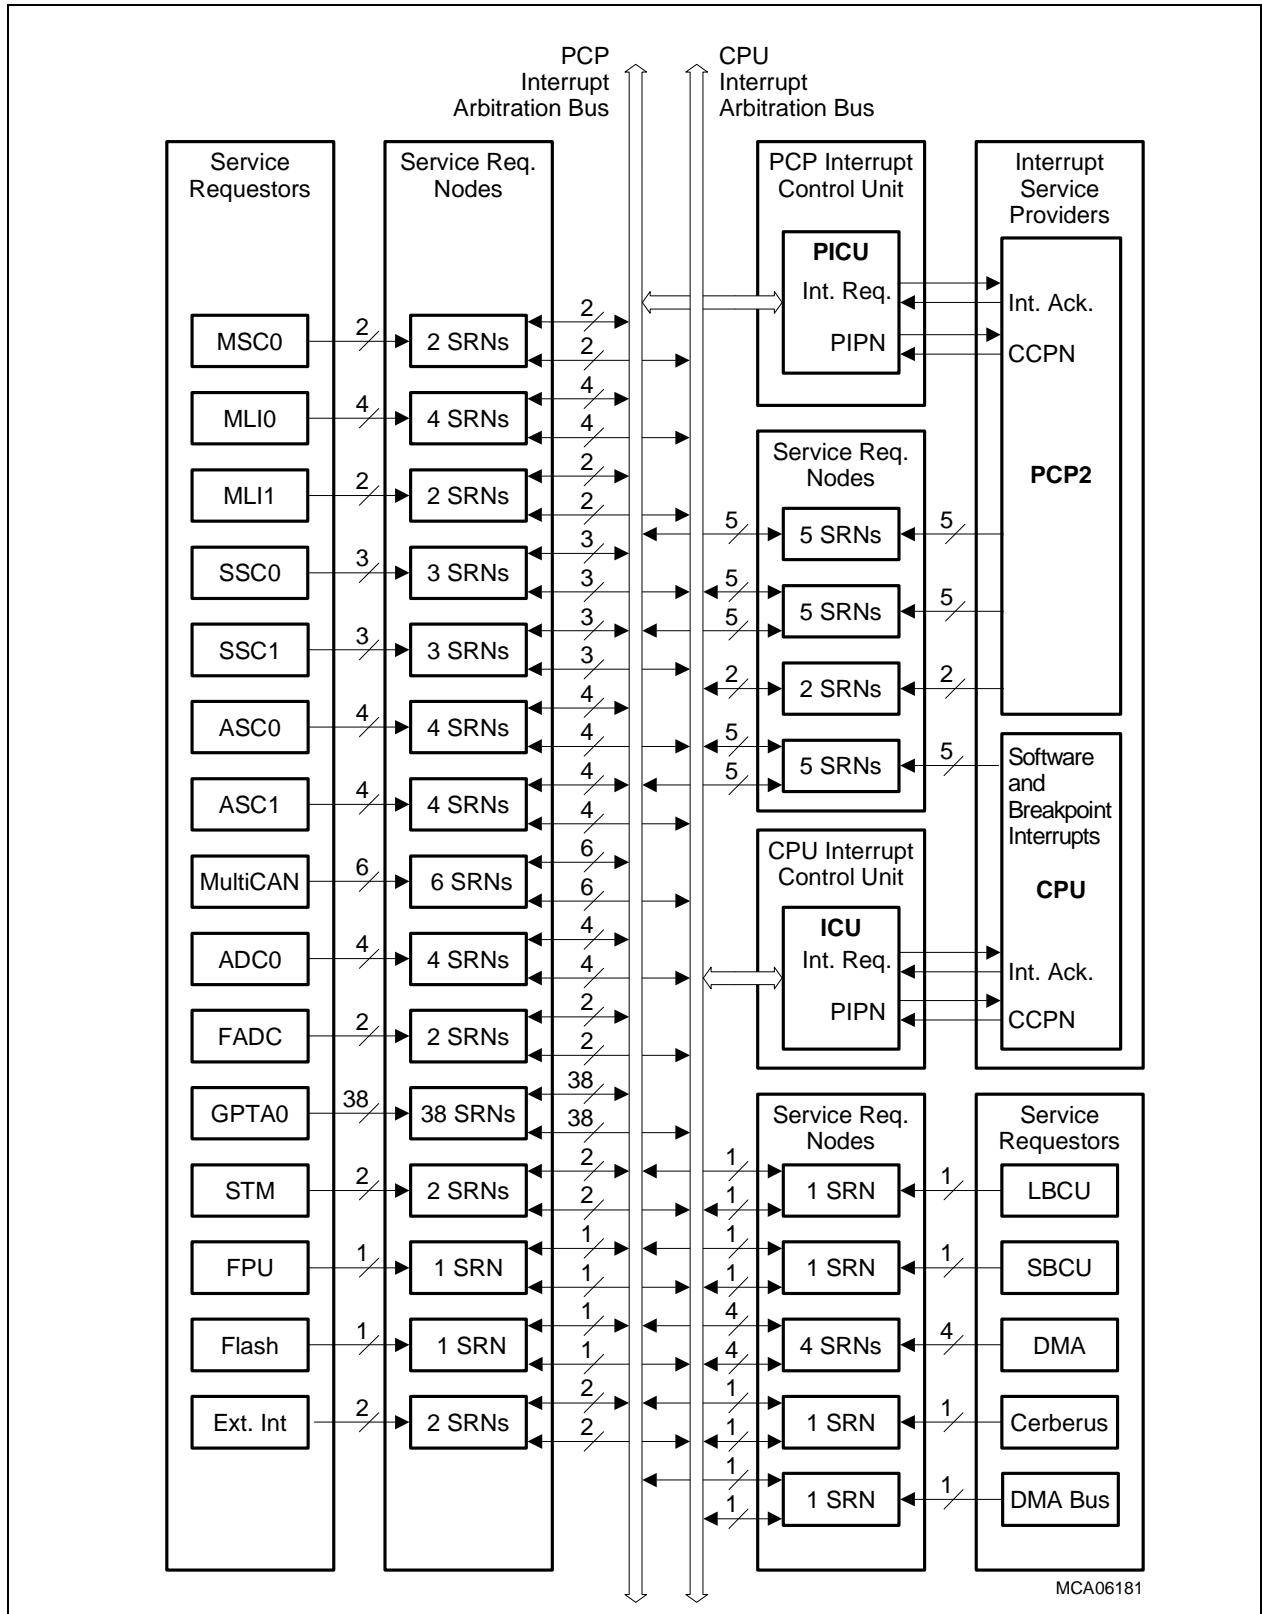 PCP
Interrupt
Arbitration Bus
CPU
Interrupt
Arbitration Bus
Service
Requestors
Service Req.
Nodes
MSC0
2
2 SRNs
2
2
MLI0
4
4 SRNs
4
4
MLI1
2
2 SRNs
2
2
SSC0
3
3 SRNs
3
3
SSC1
3
3 SRNs
3
3
ASC0
4
4 SRNs
4
4
ASC1
4
4 SRNs
4
4
MultiCAN
6
6 SRNs
6
6
ADC0
4
4 SRNs
4
4
FADC
2
2 SRNs
2
2
GPTA0
38
38 SRNs
38
38
STM
2
2 SRNs
2
2
FPU
1
1 SRN
1
1
Flash
1
1 SRN
1
1
Ext. Int
2
2 SRNs
2
2
PCP Interrupt
Control Unit
PICU
Int. Req.
PIPN
Interrupt
Service
Providers
Int. Ack.
CCPN
PCP2
Service Req.
Nodes
5
5 SRNs
5
5
5
5 SRNs
5
2
2 SRNs
2
5
5
5 SRNs
5
Software
and
Breakpoint
Interrupts
CPU
Int. Ack.
CCPN
CPU Interrupt
Control Unit
ICU
Int. Req.
PIPN
Service Req.
Nodes
Service
Requestors
1
1
1 SRN
1
LBCU
1
1
1 SRN
1
SBCU
4
4
4 SRNs
4
DMA
1
1
1 SRN
1
Cerberus
1
1
1 SRN
1
DMA Bus
MCA06181